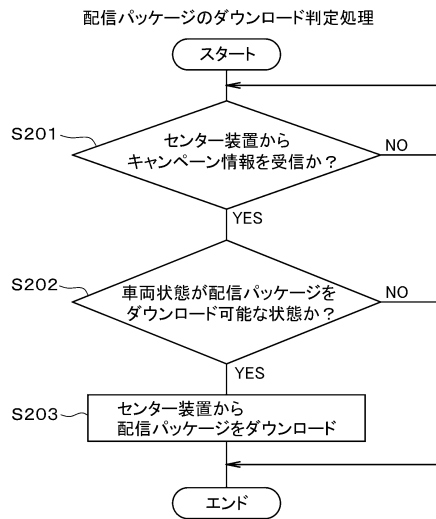 配信パッケージのダウンロード判定処理
スタート
S201
センター装置から
キャンペーン情報を受信か？
NO
YES
S202
車両状態が配信パッケージを
ダウンロード可能な状態か？
NO
YES
S203
センター装置から
配信パッケージをダウンロード
エンド